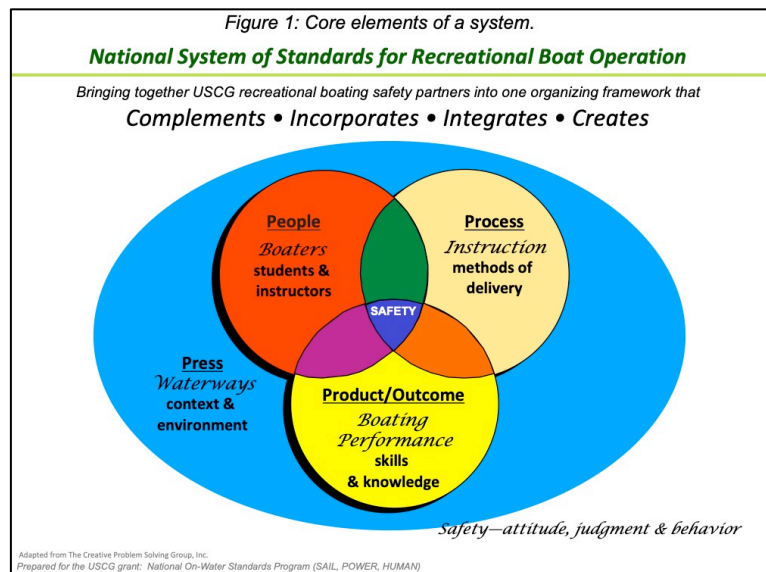 Figure 1: Core elements of a system.
National System of Standards for Recreational Boat Operation
Bringing together USCG recreational boating safety partners into one organizing framework that
Complements • Incorporates • Integrates • Creates
People
Boaters
students &
instructors
Process
Instruction
methods of
delivery
SAFETY
Press
Waterways
context &
environment
Product/Outcome
Boating
Performance
skills
& knowledge
Safety—attitude, judgment & behavior
Adapted from The Creative Problem Solving Group, Inc.
Prepared for the USCG grant: National On-Water Standards Program (SAIL, POWER, HUMAN)